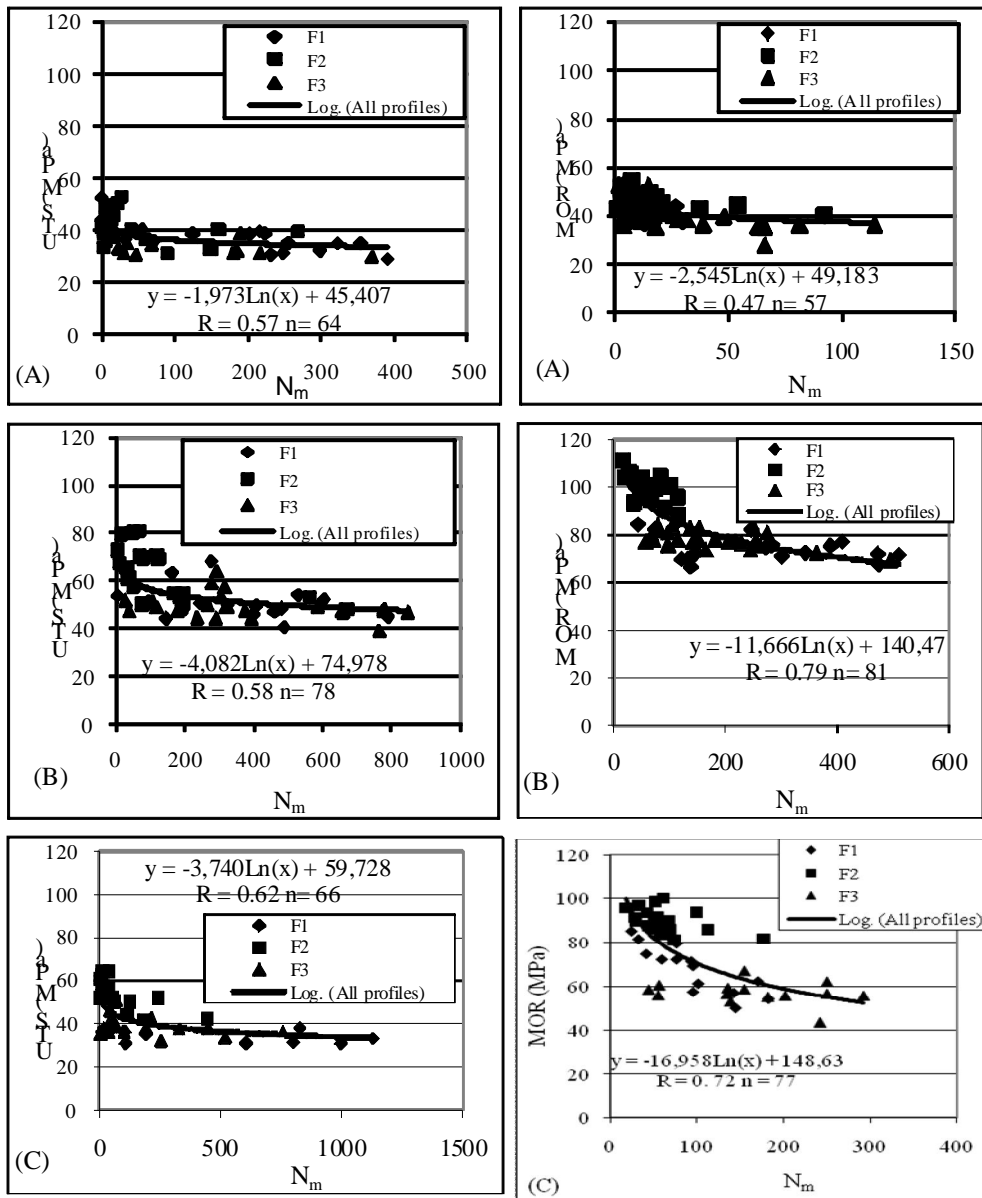 120
100
80
60
40
20
0
UTS(MPa)
F1
F2
F3
Log. (All profiles)
y = -1,973Ln(x) + 45,407
R = 0.57 n= 64
0 100 200 300 400 500
(A)
Nm
120
100
80
60
40
20
0
MOR(MPa)
F1
F2
F3
Log. (All profiles)
y = -2,545Ln(x) + 49,183
R = 0.47 n= 57
0 50 100 150
(A)
Nm
120
100
80
60
40
20
0
UTS(MPa)
F1
F2
F3
Log. (All profiles)
y = -4,082Ln(x) + 74,978
R = 0.58 n= 78
0 200 400 600 800 1000
(B)
Nm
120
100
80
60
40
20
0
MOR(MPa)
F1
F2
F3
Log. (All profiles)
y = -11,666Ln(x) + 140,47
R = 0.79 n= 81
0 200 400 600
(B)
Nm
120
100
80
60
40
20
0
UTS(MPa)
y = -3,740Ln(x) + 59,728
R = 0.62 n= 66
F1
F2
F3
Log. (All profiles)
0 500 1000 1500
(C)
Nm
120
100
80
60
40
20
0
MOR (MPa)
F1
F2
F3
Log. (All profiles)
y = -16,958Ln(x)+148,63
R = 0.72 n = 77
0 100 200 300 400
(C)
Nm